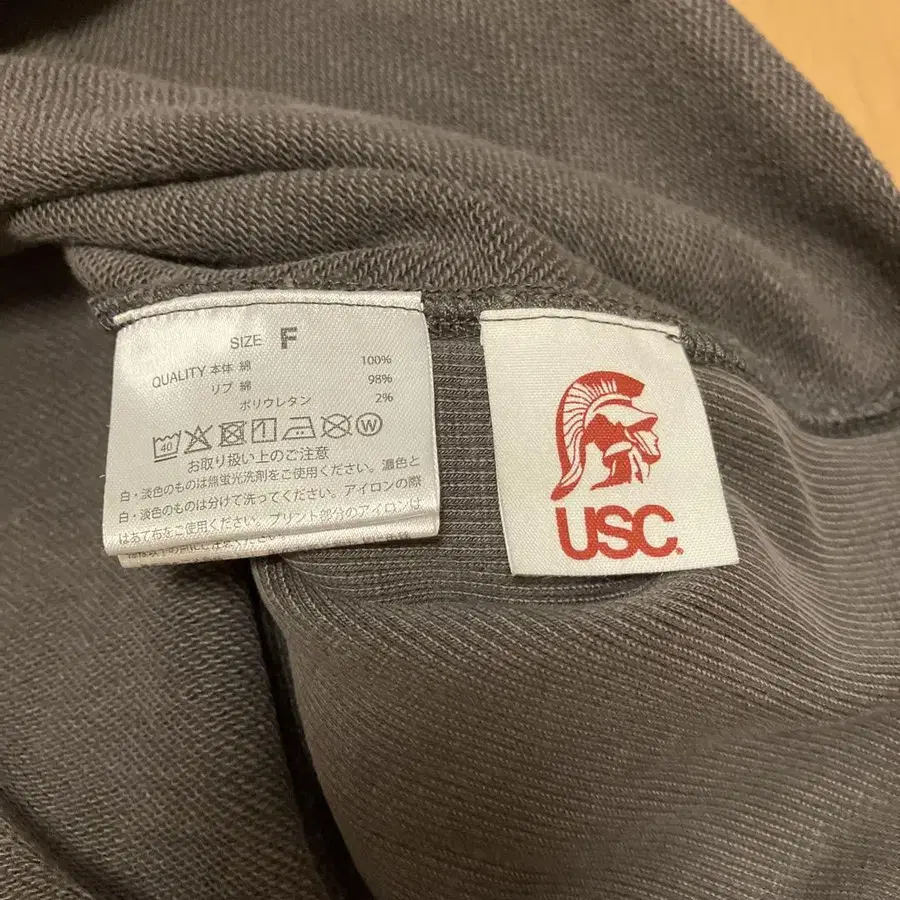 SIZE F
QUALITY 本体 綿 100%
リブ 綿 98%
ポリウレタン 2%
40 W
お取り扱い上のご注意
白・淡色のものは無蛍光洗剤をご使用ください。濃色と
白・淡色のものは分けて洗ってください。アイロンの際
はあて布をご使用ください。プリント部分のアイロンは
USC